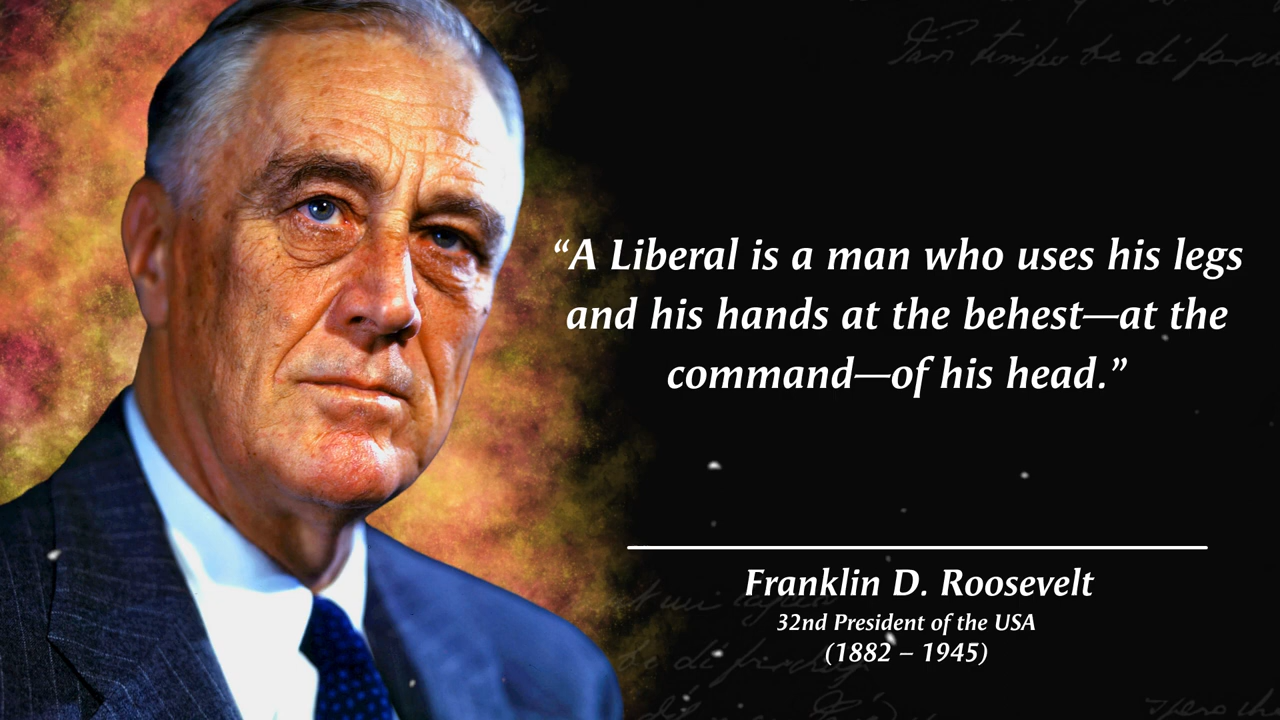 “A Liberal is a man who uses his legs
and his hands at the behest—at the
command—of his head.”
Franklin D. Roosevelt
32nd President of the USA
(1882 – 1945)